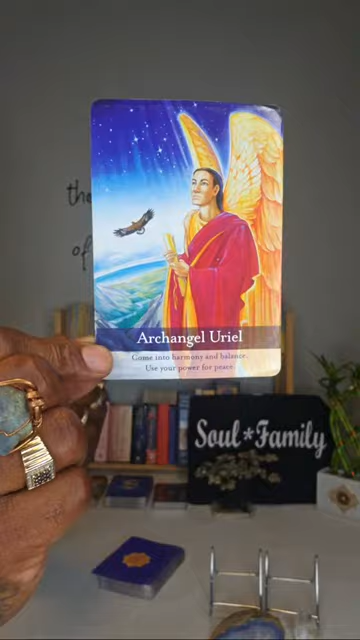 the
of
Archangel Uriel
Come into harmony and balance.
Use your power for peace.
Soul*Family